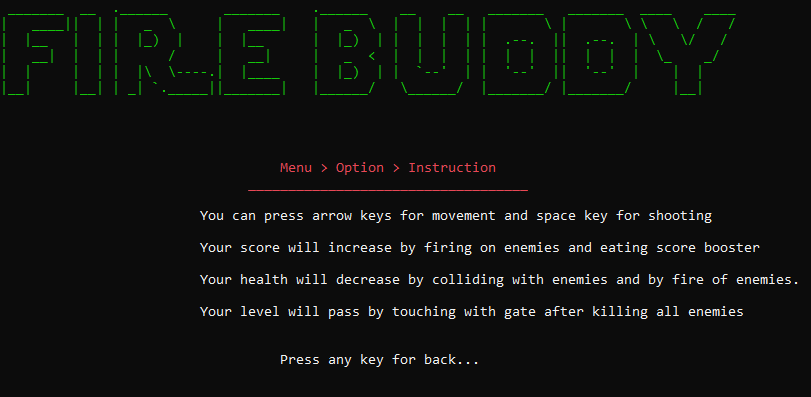 FIRE BUDDY
Menu > Option > Instruction
You can press arrow keys for movement and space key for shooting
Your score will increase by firing on enemies and eating score booster
Your health will decrease by colliding with enemies and by fire of enemies.
Your level will pass by touching with gate after killing all enemies
Press any key for back...